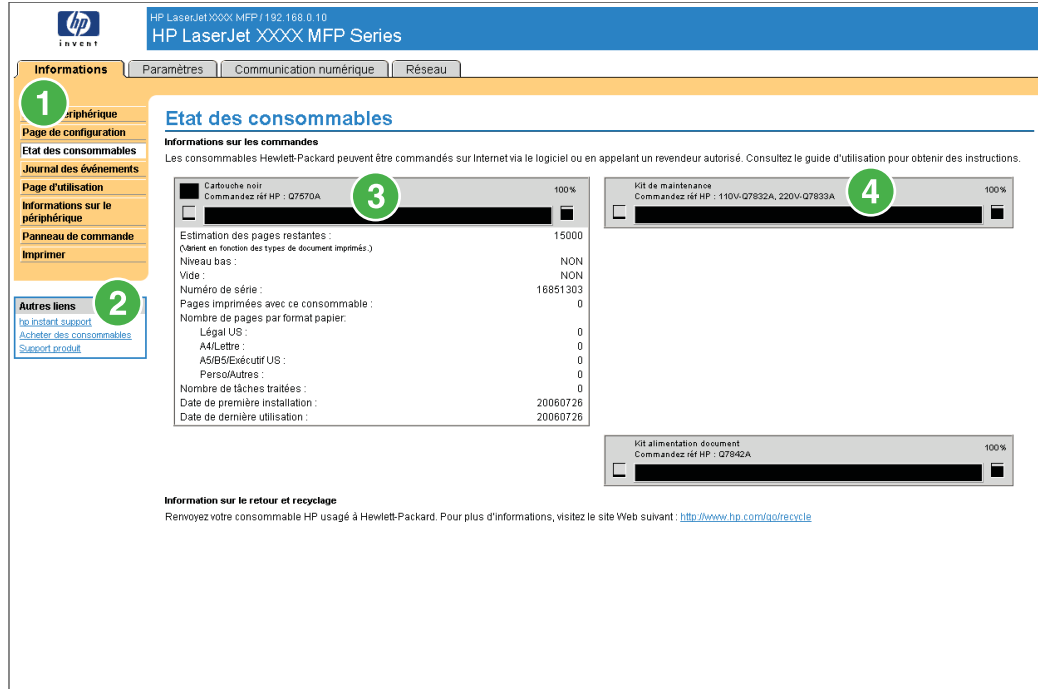 hp
invent
HP LaserJet XXXX MFP / 192.168.0.10
HP LaserJet XXXX MFP Series
Informations
Paramètres
Communication numérique
Réseau
1
ériphérique
Page de configuration
Etat des consommables
Journal des événements
Page d'utilisation
Informations sur le
périphérique
Panneau de commande
Imprimer
Autres liens
2
hp instant support
Acheter des consommables
Support produit
Etat des consommables
Informations sur les commandes
Les consommables Hewlett-Packard peuvent être commandés sur Internet via le logiciel ou en appelant un revendeur autorisé. Consultez le guide d'utilisation pour obtenir des instructions.
Cartouche noir
Commandez réf HP : Q7570A
3
100%
Estimation des pages restantes : 15000
(Varient en fonction des types de document imprimés.)
Niveau bas : NON
Vide : NON
Numéro de série : 16851303
Pages imprimées avec ce consommable : 0
Nombre de pages par format papier:
Légal US : 0
A4/Lettre : 0
A5/B5/Exécutif US : 0
Perso/Autres : 0
Nombre de tâches traitées : 0
Date de première installation : 20060726
Date de dernière utilisation : 20060726
Kit de maintenance
Commandez réf HP : 110V-Q7832A, 220V-Q7833A
4
100%
Kit alimentation document
Commandez réf HP : Q7842A
100%
Information sur le retour et recyclage
Renvoyez votre consommable HP usagé à Hewlett-Packard. Pour plus d'informations, visitez le site Web suivant : http://www.hp.com/go/recycle